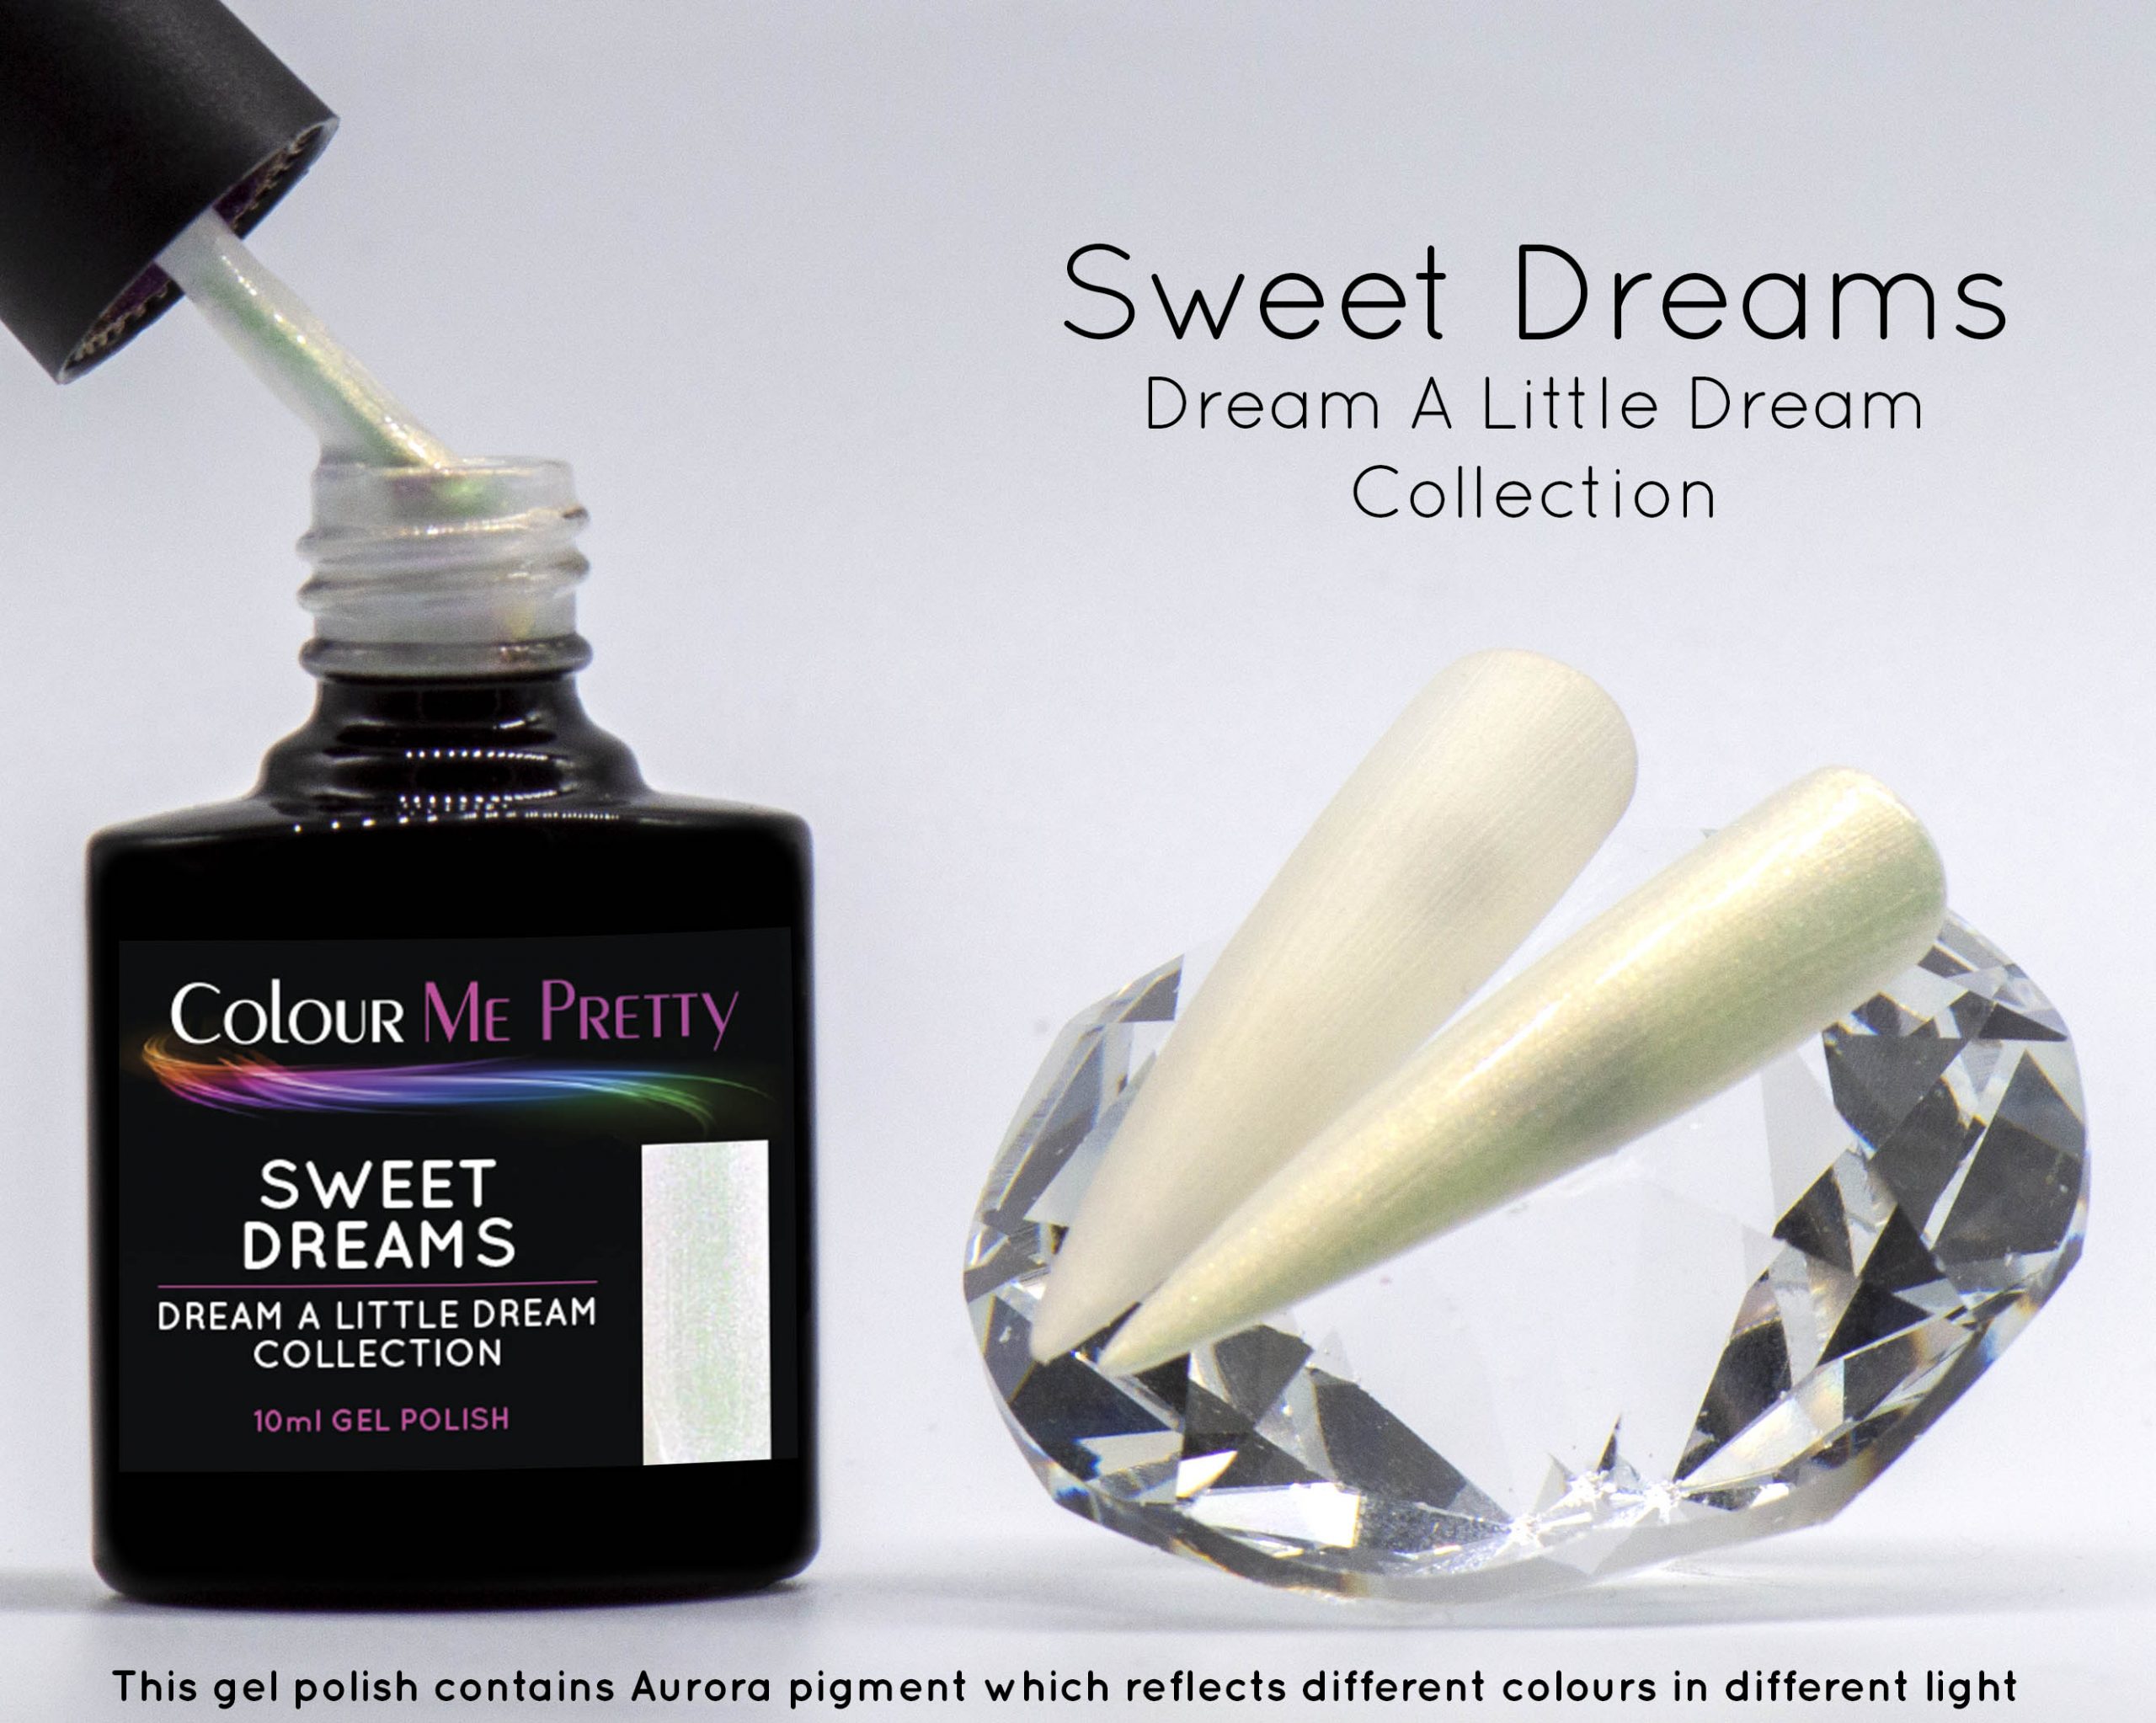 Sweet Dreams
Dream A Little Dream
Collection
COLOUR ME PRETTY
SWEET
DREAMS
DREAM A LITTLE DREAM
COLLECTION
10ml GEL POLISH
This gel polish contains Aurora pigment which reflects different colours in different light